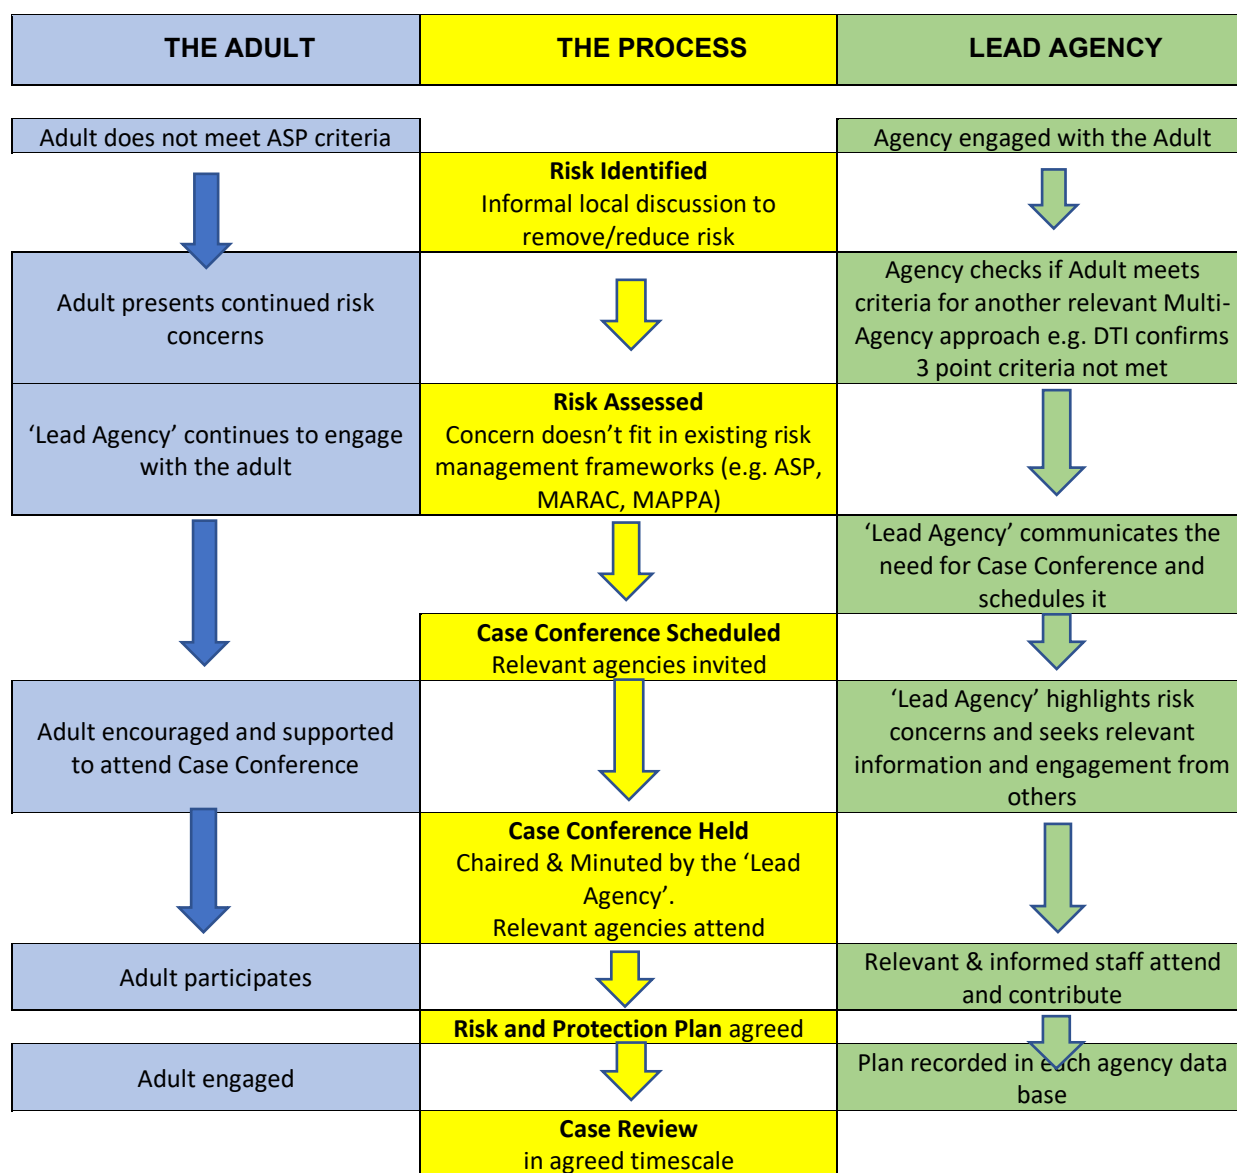 THE ADULT
THE PROCESS
LEAD AGENCY
Adult does not meet ASP criteria
Agency engaged with the Adult
Risk Identified
Informal local discussion to
remove/reduce risk
Adult presents continued risk
concerns
Agency checks if Adult meets
criteria for another relevant Multi-
Agency approach e.g. DTI confirms
3 point criteria not met
‘Lead Agency’ continues to engage
with the adult
Risk Assessed
Concern doesn’t fit in existing risk
management frameworks (e.g. ASP,
MARAC, MAPPA)
‘Lead Agency’ communicates the
need for Case Conference and
schedules it
Case Conference Scheduled
Relevant agencies invited
Adult encouraged and supported
to attend Case Conference
‘Lead Agency’ highlights risk
concerns and seeks relevant
information and engagement from
others
Case Conference Held
Chaired & Minuted by the ‘Lead
Agency’.
Relevant agencies attend
Adult participates
Relevant & informed staff attend
and contribute
Risk and Protection Plan agreed
Adult engaged
Plan recorded in each agency data
base
Case Review
in agreed timescale